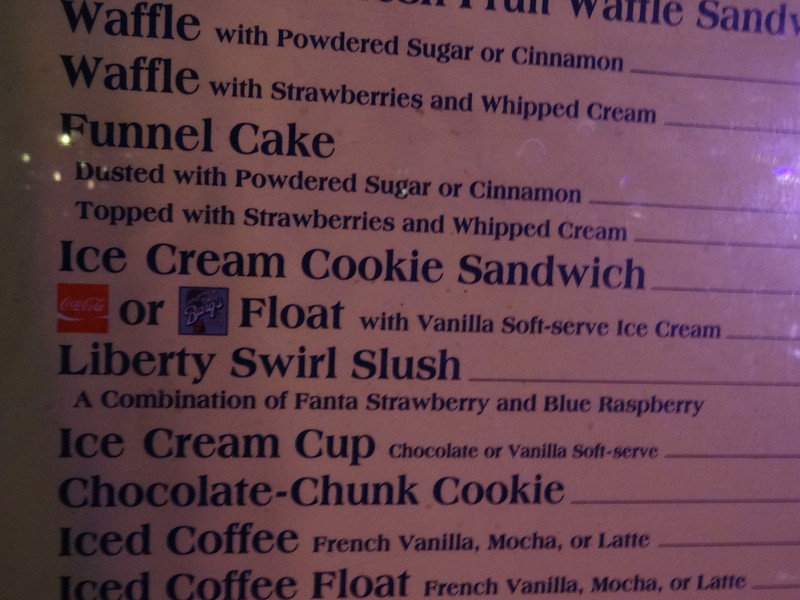 Fruit Waffle
Waffle with Powdered Sugar or Cinnamon
Waffle with Strawberries and Whipped Cream
Funnel Cake
Dusted with Powdered Sugar or Cinnamon
Topped with Strawberries and Whipped Cream
Ice Cream Cookie Sandwich
Coca-Cola or Barq's Float with Vanilla Soft-serve Ice Cream
Liberty Swirl Slush
A Combination of Fanta Strawberry and Blue Raspberry
Ice Cream Cup Chocolate or Vanilla Soft-serve
Chocolate-Chunk Cookie
Iced Coffee French Vanilla, Mocha, or Latte
Iced Coffee Float French Vanilla, Mocha, or Latte